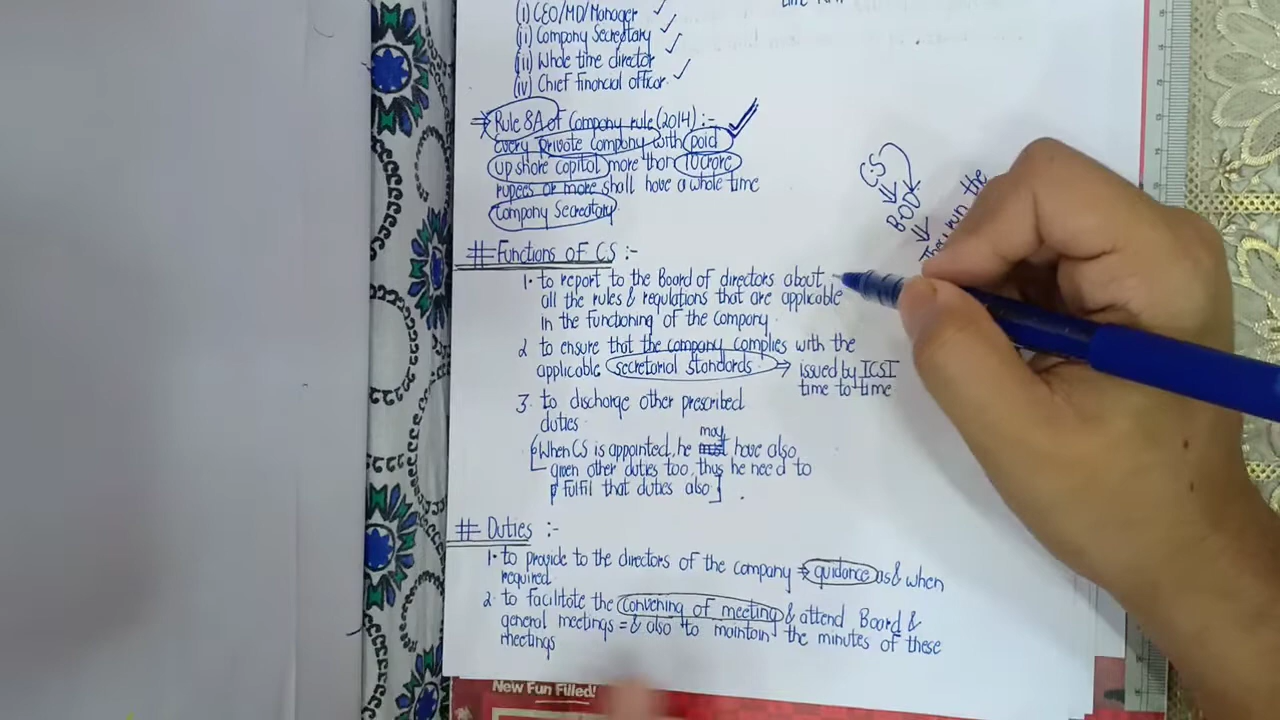 (i) CEO/MD/Manager
(ii) Company Secreatary
(iii) Whole time director
(iv) Chief financial officer.
⇒ Rule 8A of Company rule (2014) :-
every private company with paid
up share capital more than 10 crore
rupees or more shall have a whole time
Company Secreatary
# Functions of CS :-
1. to report to the Board of directors about
all the rules & regulations that are applicable
in the functioning of the Company.
2 to ensure that the company complies with the
applicable secretarial standards. → issued by ICSI
time to time
3. to discharge other prescribed
duties
When CS is appointed, he may have also
given other duties too, thus he need to
fulfil that duties also]
CS
BOD
They run the
# Duties :-
1. to provide to the directors of the company ⇒ guidance as & when
required
2. to facilitate the convening of meeting & attend Board &
general meetings = & also to maintain the minutes of these
meetings
New Fun Filled!